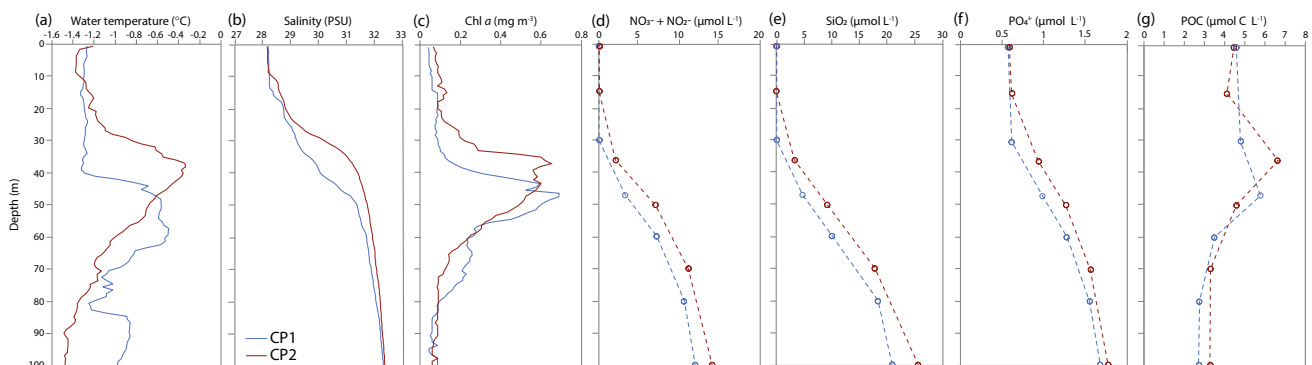 (a) Water temperature (°C)
(b) Salinity (PSU)
(c) Chl a (mg m-3)
(d) NO₃⁻ + NO₂⁻ (µmol L⁻¹)
(e) SiO₂ (µmol L⁻¹)
(f) PO₄³⁻ (µmol L⁻¹)
(g) POC (µmol C L⁻¹)
-1.6 -1.4 -1.2 -1 -0.8 -0.6 -0.4 -0.2 0
27 28 29 30 31 32 33
0 0.2 0.4 0.6 0.8
0 5 10 15 20
0 5 10 15 20 25 30
0 0.5 1 1.5 2
0 1 2 3 4 5 6 7 8
Depth (m)
0
10
20
30
40
50
60
70
80
90
100
CP1
CP2